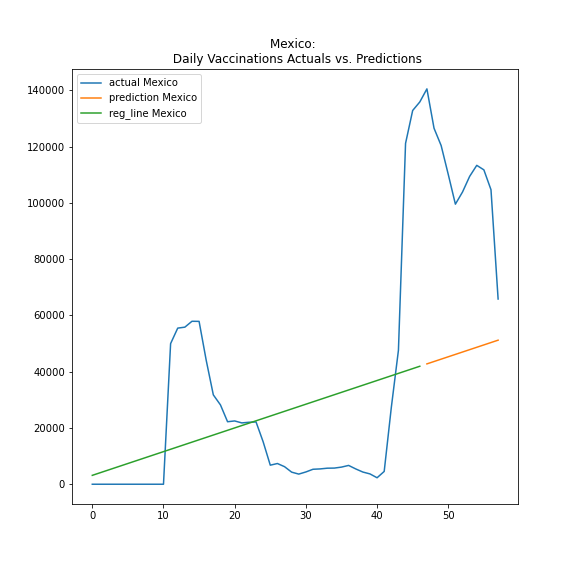 Mexico:
Daily Vaccinations Actuals vs. Predictions
actual Mexico
prediction Mexico
reg_line Mexico
140000
120000
100000
80000
60000
40000
20000
0
0 10 20 30 40 50